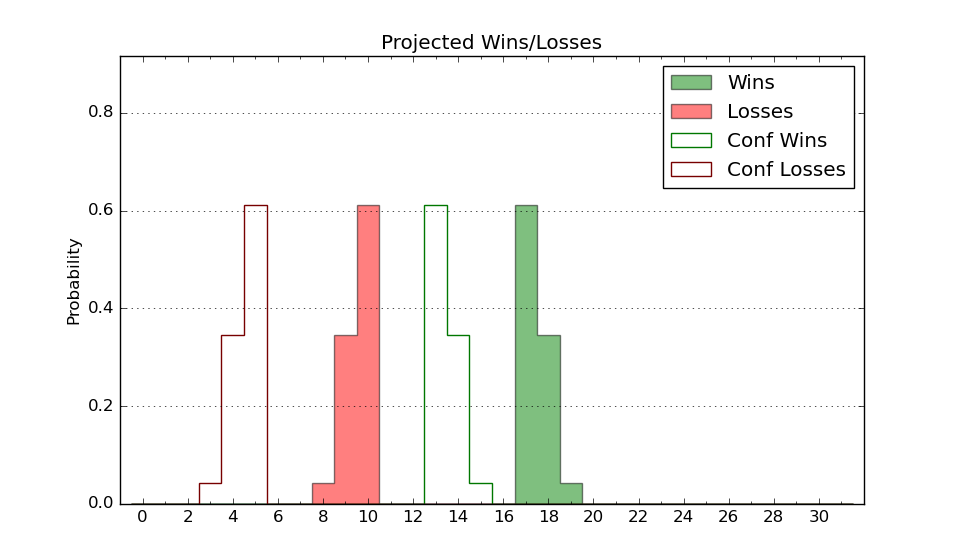 Projected Wins/Losses
Wins
Losses
Conf Wins
Conf Losses
Probability
0.8
0.6
0.4
0.2
0.0
0 2 4 6 8 10 12 14 16 18 20 22 24 26 28 30